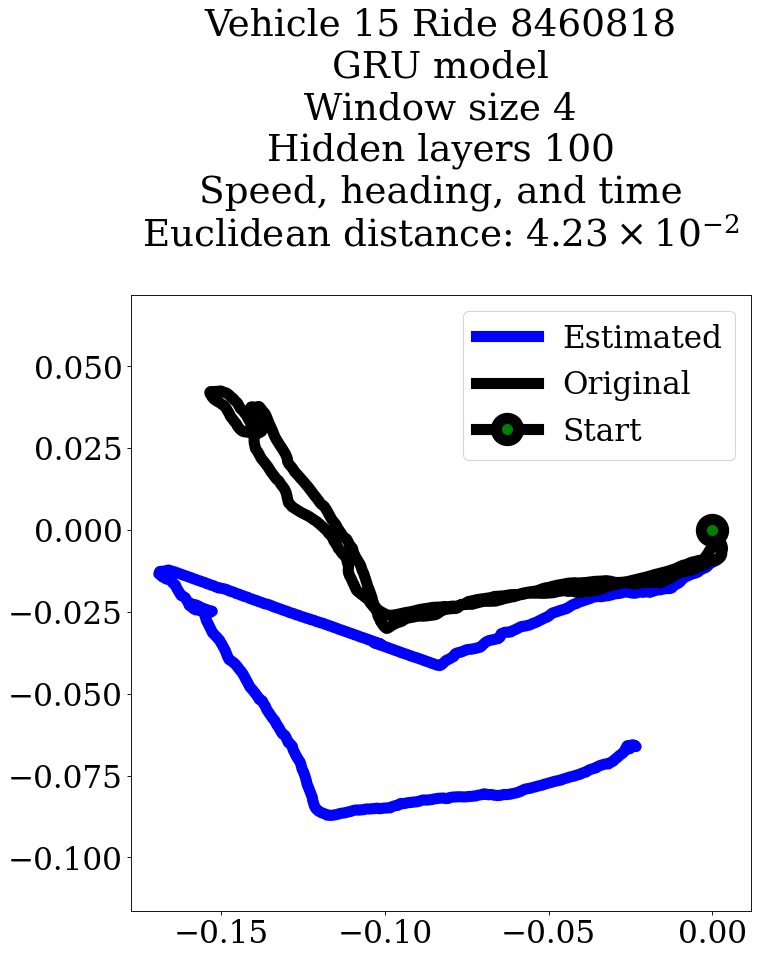 Vehicle 15 Ride 8460818
GRU model
Window size 4
Hidden layers 100
Speed, heading, and time
Euclidean distance: 4.23 × 10⁻²
Estimated
Original
Start
0.050
0.025
0.000
−0.025
−0.050
−0.075
−0.100
−0.15
−0.10
−0.05
0.00